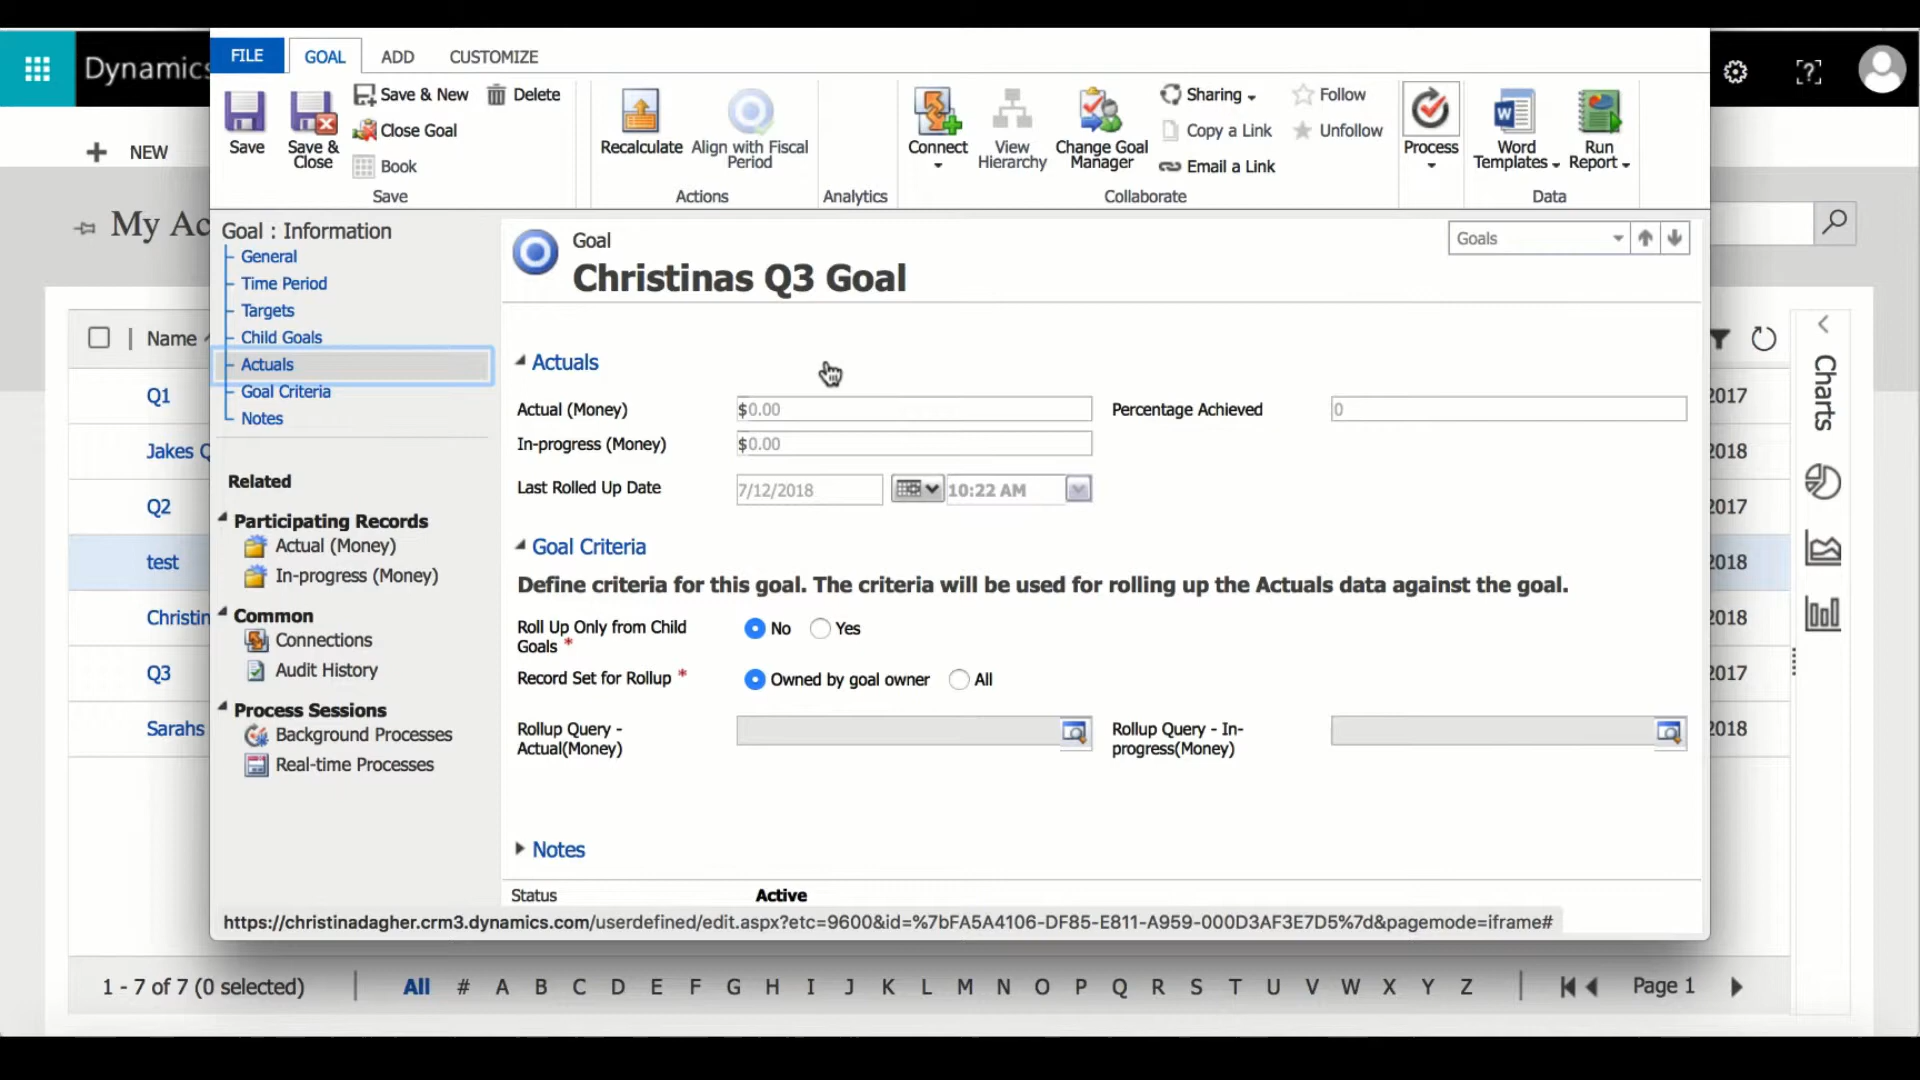 Dynamics
FILE
GOAL
ADD
CUSTOMIZE
Save
Save &
Close
Save & New
Close Goal
Book
Delete
Save
Recalculate
Align with Fiscal
Period
Actions
Analytics
Connect
View
Hierarchy
Change Goal
Manager
Sharing
Copy a Link
Email a Link
Follow
Unfollow
Collaborate
Process
Word
Templates
Run
Report
Data
+ NEW
My Ac
Name
Q1
Jakes Q
Q2
test
Christin
Q3
Sarahs
Goal : Information
General
Time Period
Targets
Child Goals
Actuals
Goal Criteria
Notes
Related
Participating Records
Actual (Money)
In-progress (Money)
Common
Connections
Audit History
Process Sessions
Background Processes
Real-time Processes
Goal
Christinas Q3 Goal
Goals
Actuals
Actual (Money) $0.00 Percentage Achieved 0
In-progress (Money) $0.00
Last Rolled Up Date 7/12/2018 10:22 AM
Goal Criteria
Define criteria for this goal. The criteria will be used for rolling up the Actuals data against the goal.
Roll Up Only from Child
Goals * No Yes
Record Set for Rollup * Owned by goal owner All
Rollup Query -
Actual(Money)
Rollup Query - In-
progress(Money)
Notes
Status Active
https://christinadagher.crm3.dynamics.com/userdefined/edit.aspx?etc=9600&id=%7bFA5A4106-DF85-E811-A959-000D3AF3E7D5%7d&pagemode=iframe#
2017
2018
2017
2018
2018
2017
2018
Charts
1 - 7 of 7 (0 selected)
All # A B C D E F G H I J K L M N O P Q R S T U V W X Y Z
Page 1